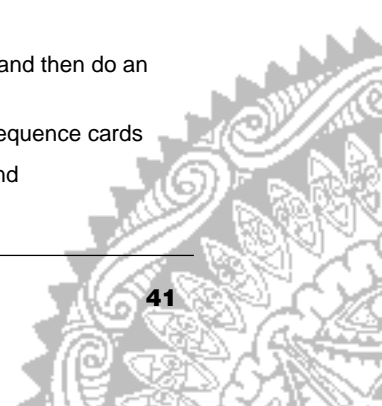 and then do an
equence cards
nd
41